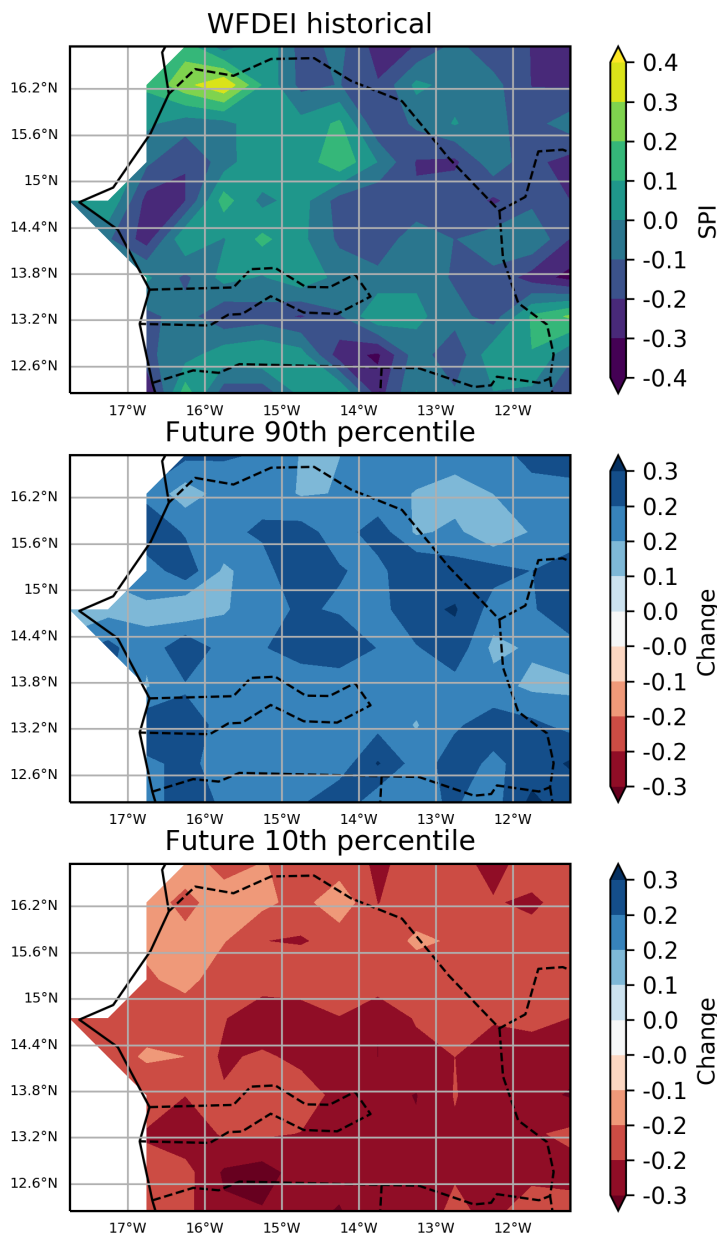 WFDEI historical
16.2°N
15.6°N
15°N
14.4°N
13.8°N
13.2°N
12.6°N
17°W 16°W 15°W 14°W 13°W 12°W
0.4
0.3
0.2
0.1
0.0
-0.1
-0.2
-0.3
-0.4
SPI
Future 90th percentile
16.2°N
15.6°N
15°N
14.4°N
13.8°N
13.2°N
12.6°N
17°W 16°W 15°W 14°W 13°W 12°W
0.3
0.2
0.2
0.1
0.0
-0.0
-0.1
-0.2
-0.2
-0.3
Change
Future 10th percentile
16.2°N
15.6°N
15°N
14.4°N
13.8°N
13.2°N
12.6°N
17°W 16°W 15°W 14°W 13°W 12°W
0.3
0.2
0.2
0.1
0.0
-0.0
-0.1
-0.2
-0.2
-0.3
Change